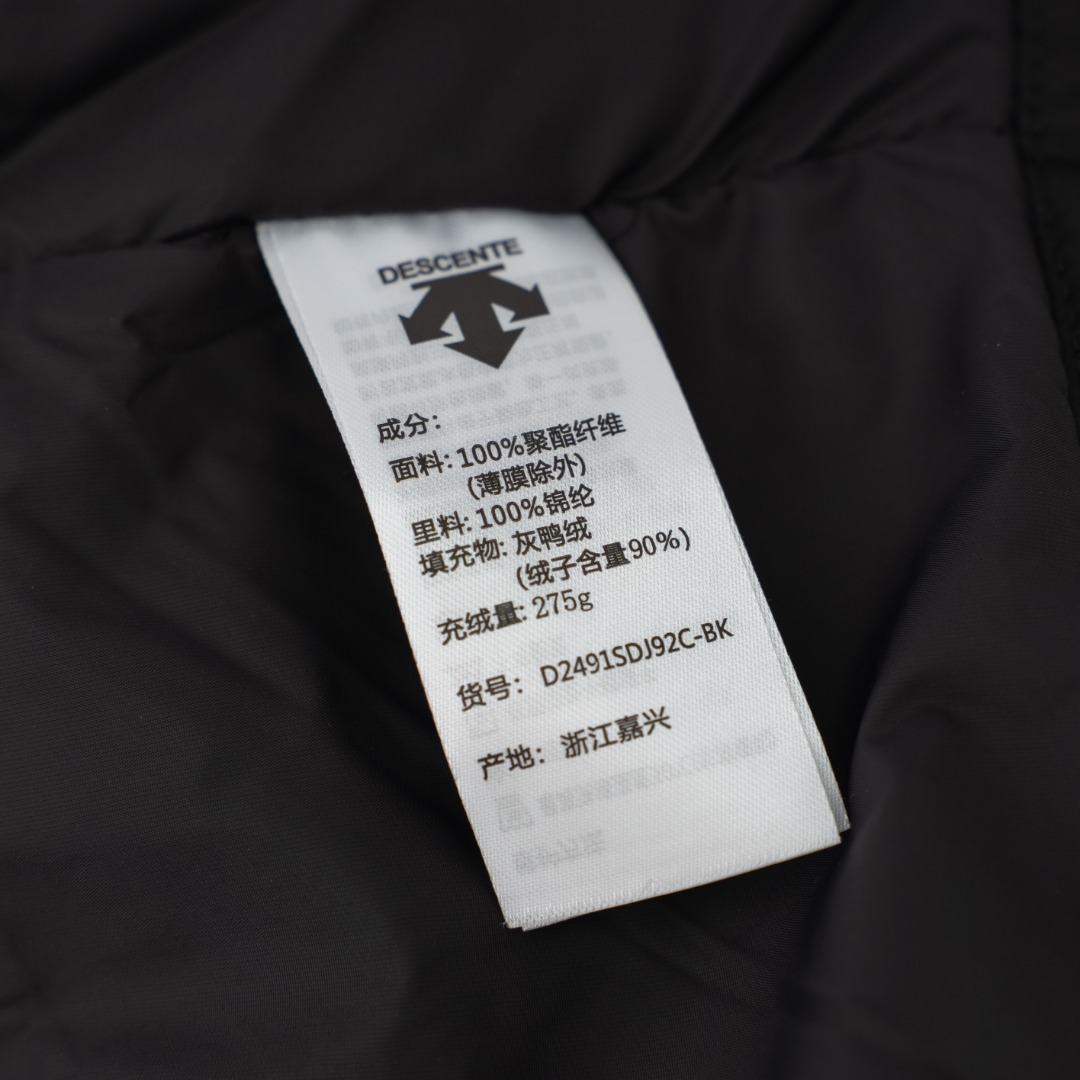 DESCENTE
成分：
面料: 100%聚酯纤维
(薄膜除外)
里料: 100%锦纶
填充物: 灰鸭绒
(绒子含量90%)
充绒量: 275g
货号： D2491SDJ92C-BK
产地： 浙江嘉兴